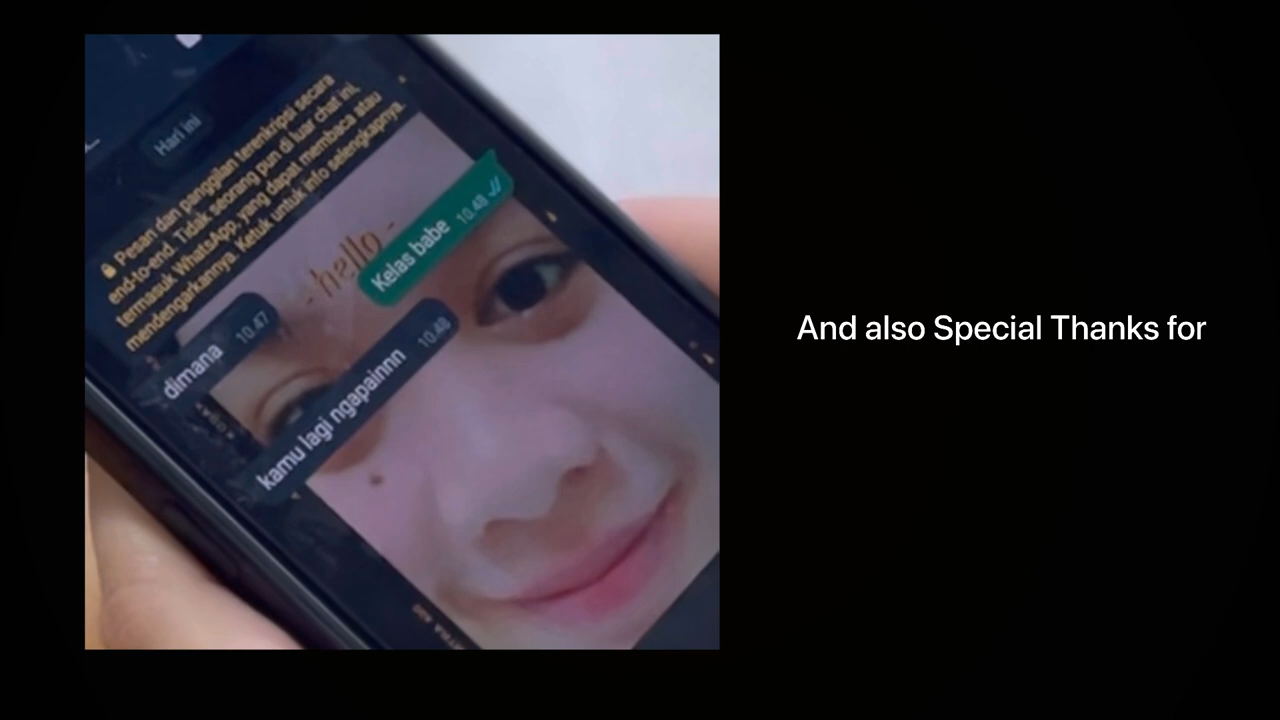 Hari ini
🔒 Pesan dan panggilan terenkripsi secara
end-to-end. Tidak seorang pun di luar chat ini,
termasuk WhatsApp, yang dapat membaca atau
mendengarkannya. Ketuk untuk info selengkapnya.
- hello -
dimana 10.47
Kelas babe 10.48
kamu lagi ngapainnn 10.48
And also Special Thanks for